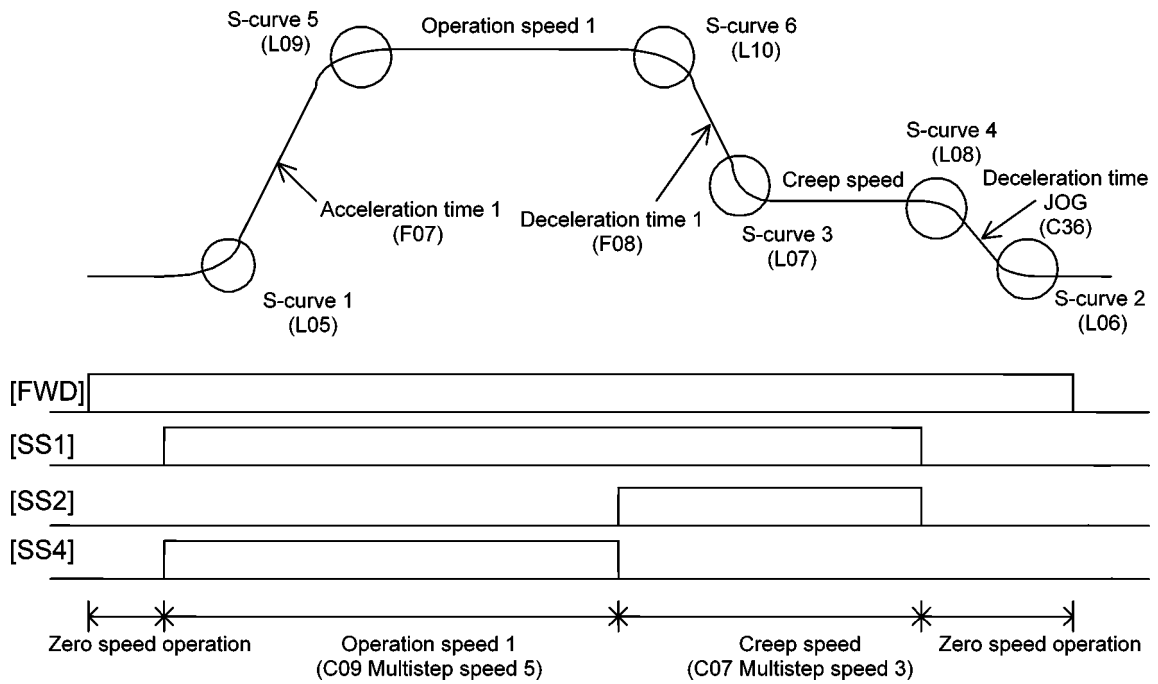 S-curve 5
(L09)
Operation speed 1
S-curve 6
(L10)
S-curve 4
(L08)
Acceleration time 1
(F07)
Deceleration time 1
(F08)
Creep speed
Deceleration time
JOG
(C36)
S-curve 3
(L07)
S-curve 1
(L05)
S-curve 2
(L06)
[FWD]
[SS1]
[SS2]
[SS4]
Zero speed operation
Operation speed 1
(C09 Multistep speed 5)
Creep speed
(C07 Multistep speed 3)
Zero speed operation